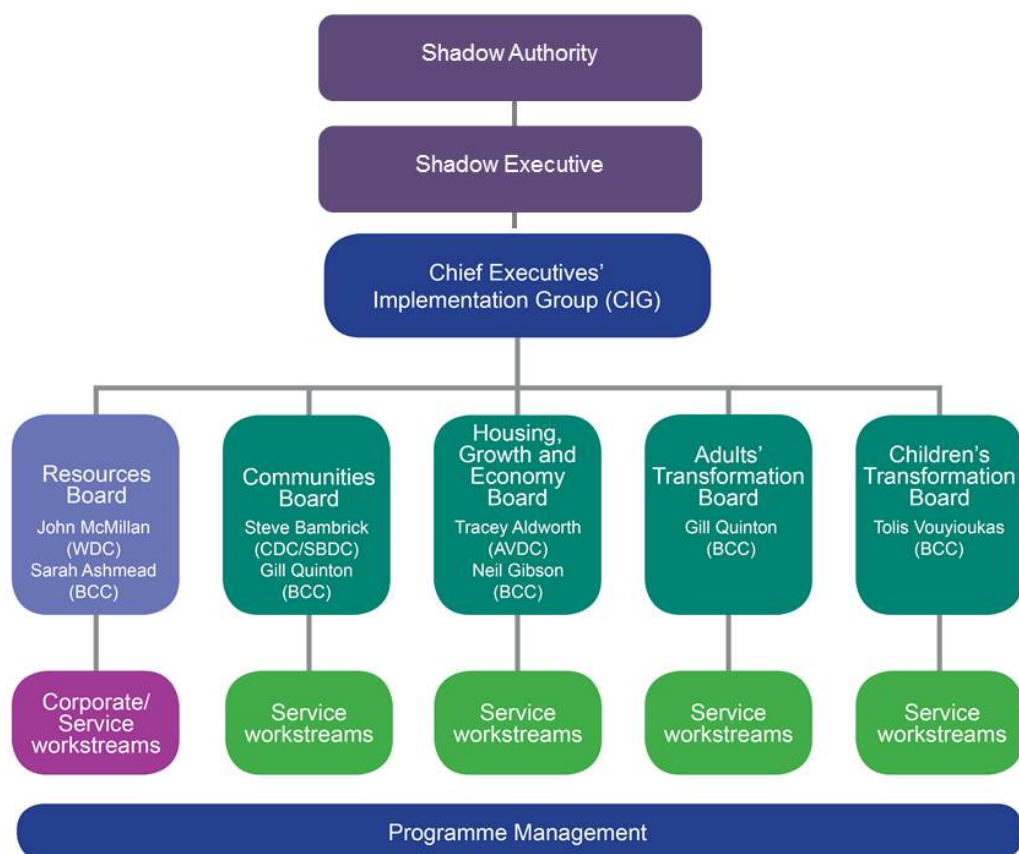 Shadow Authority
Shadow Executive
Chief Executives’
Implementation Group (CIG)
Resources
Board
John McMillan
(WDC)
Sarah Ashmead
(BCC)
Communities
Board
Steve Bambrick
(CDC/SBDC)
Gill Quinton
(BCC)
Housing,
Growth and
Economy
Board
Tracey Aldworth
(AVDC)
Neil Gibson
(BCC)
Adults’
Transformation
Board
Gill Quinton
(BCC)
Children’s
Transformation
Board
Tolis Vouyioukas
(BCC)
Corporate/
Service
workstreams
Service
workstreams
Service
workstreams
Service
workstreams
Service
workstreams
Programme Management